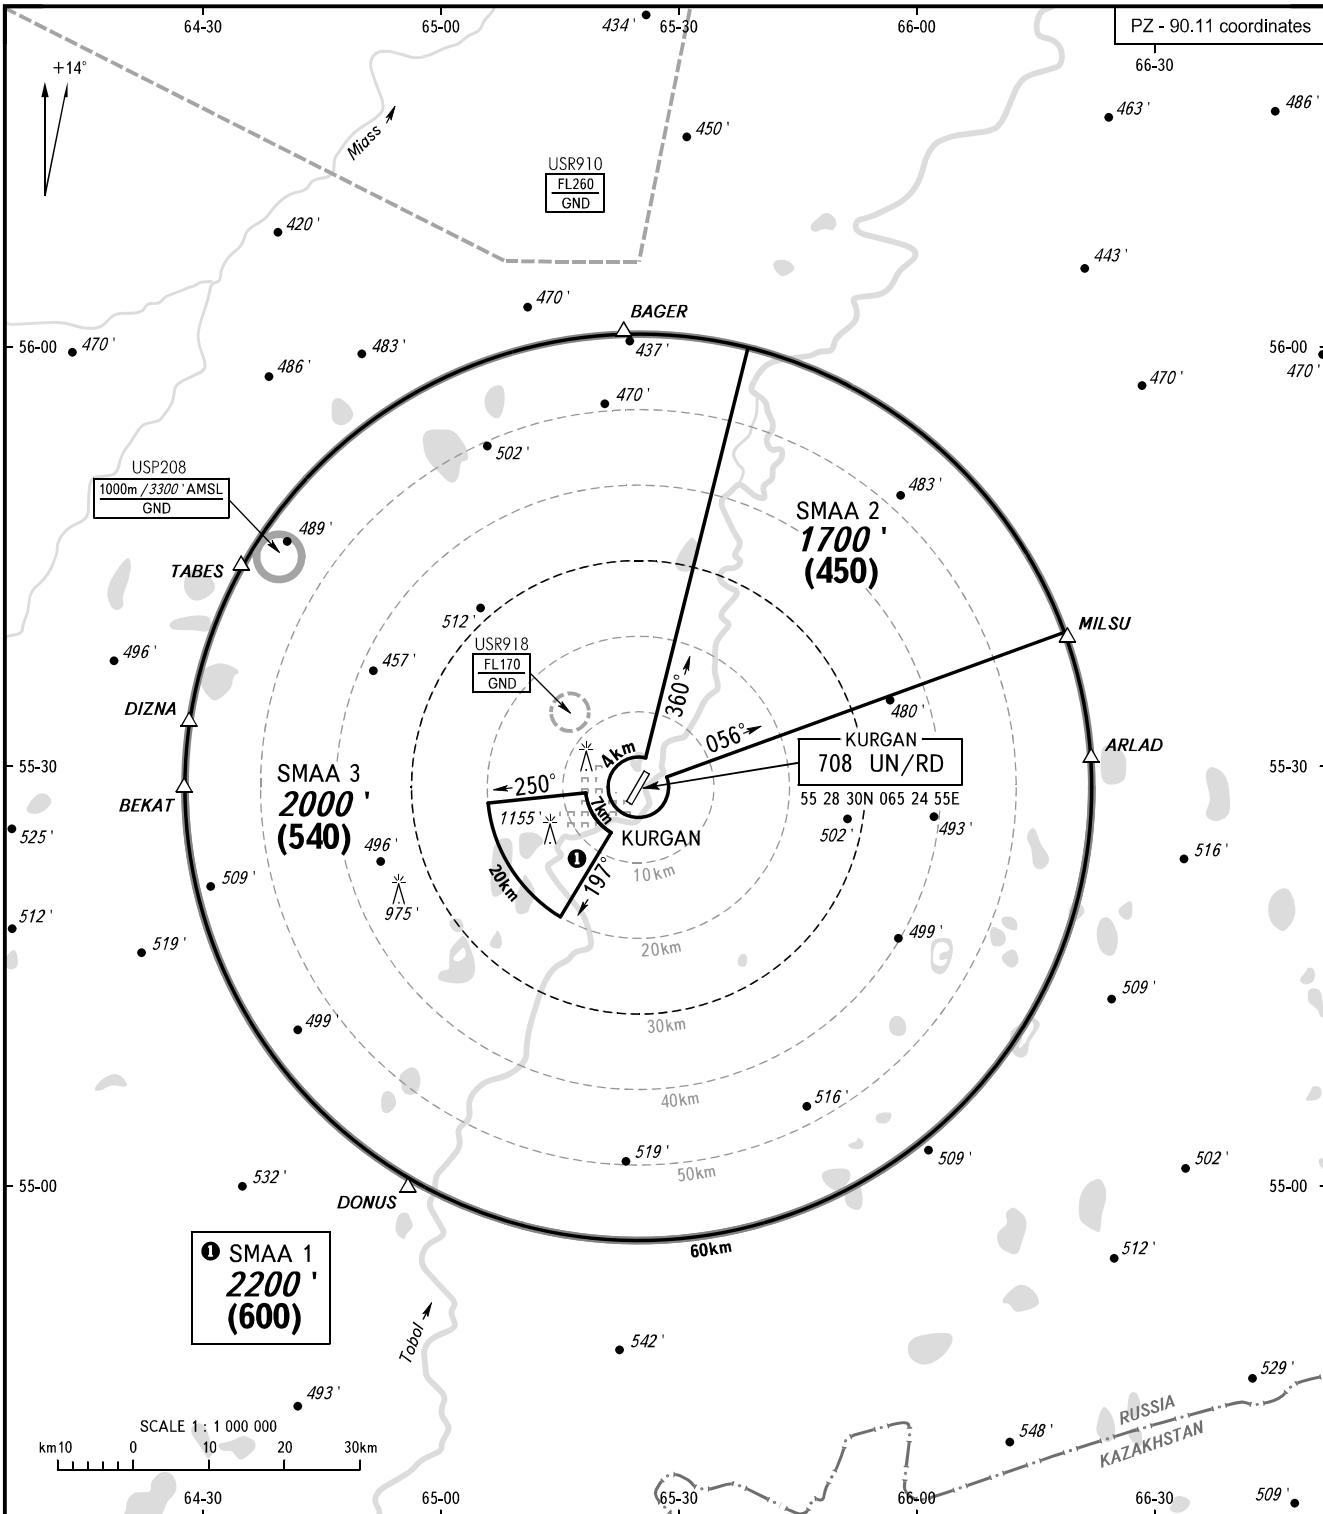 64-30
65-00
434'
65-30
66-00
PZ - 90.11 coordinates
66-30
+14°
463'
486'
Miass
450'
USR910
FL260
GND
420'
443'
470'
BAGER
56-00
470'
483'
437'
56-00
470'
486'
470'
470'
502'
USP208
1000m / 3300' AMSL
GND
483'
SMAA 2
1700'
(450)
489'
TABES
512'
MILSU
USR918
FL170
GND
496'
457'
360°
480'
DIZNA
056°
KURGAN
708 UN/RD
55 28 30N 065 24 55E
ARLAD
4km
55-30
55-30
SMAA 3
2000'
(540)
250°
BEKAT
7km
1155'
KURGAN
502'
493'
525'
496'
1
197°
10km
516'
20km
509'
975'
512'
519'
499'
20km
509'
499'
30km
40km
516'
519'
509'
50km
502'
55-00
532'
DONUS
55-00
60km
512'
1 SMAA 1
2200'
(600)
Tobol
542'
529'
493'
RUSSIA
KAZAKHSTAN
SCALE 1 : 1 000 000
548'
km10 0 10 20 30km
64-30
65-00
65-30
66-00
66-30
509'